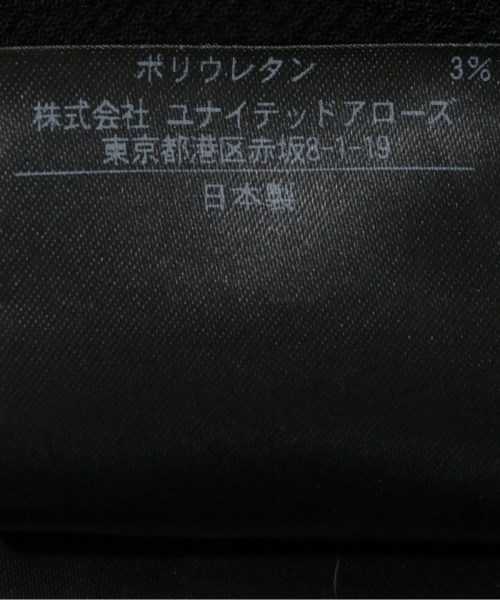 ポリウレタン 3%
株式会社 ユナイテッドアローズ
東京都港区赤坂8-1-19
日本製